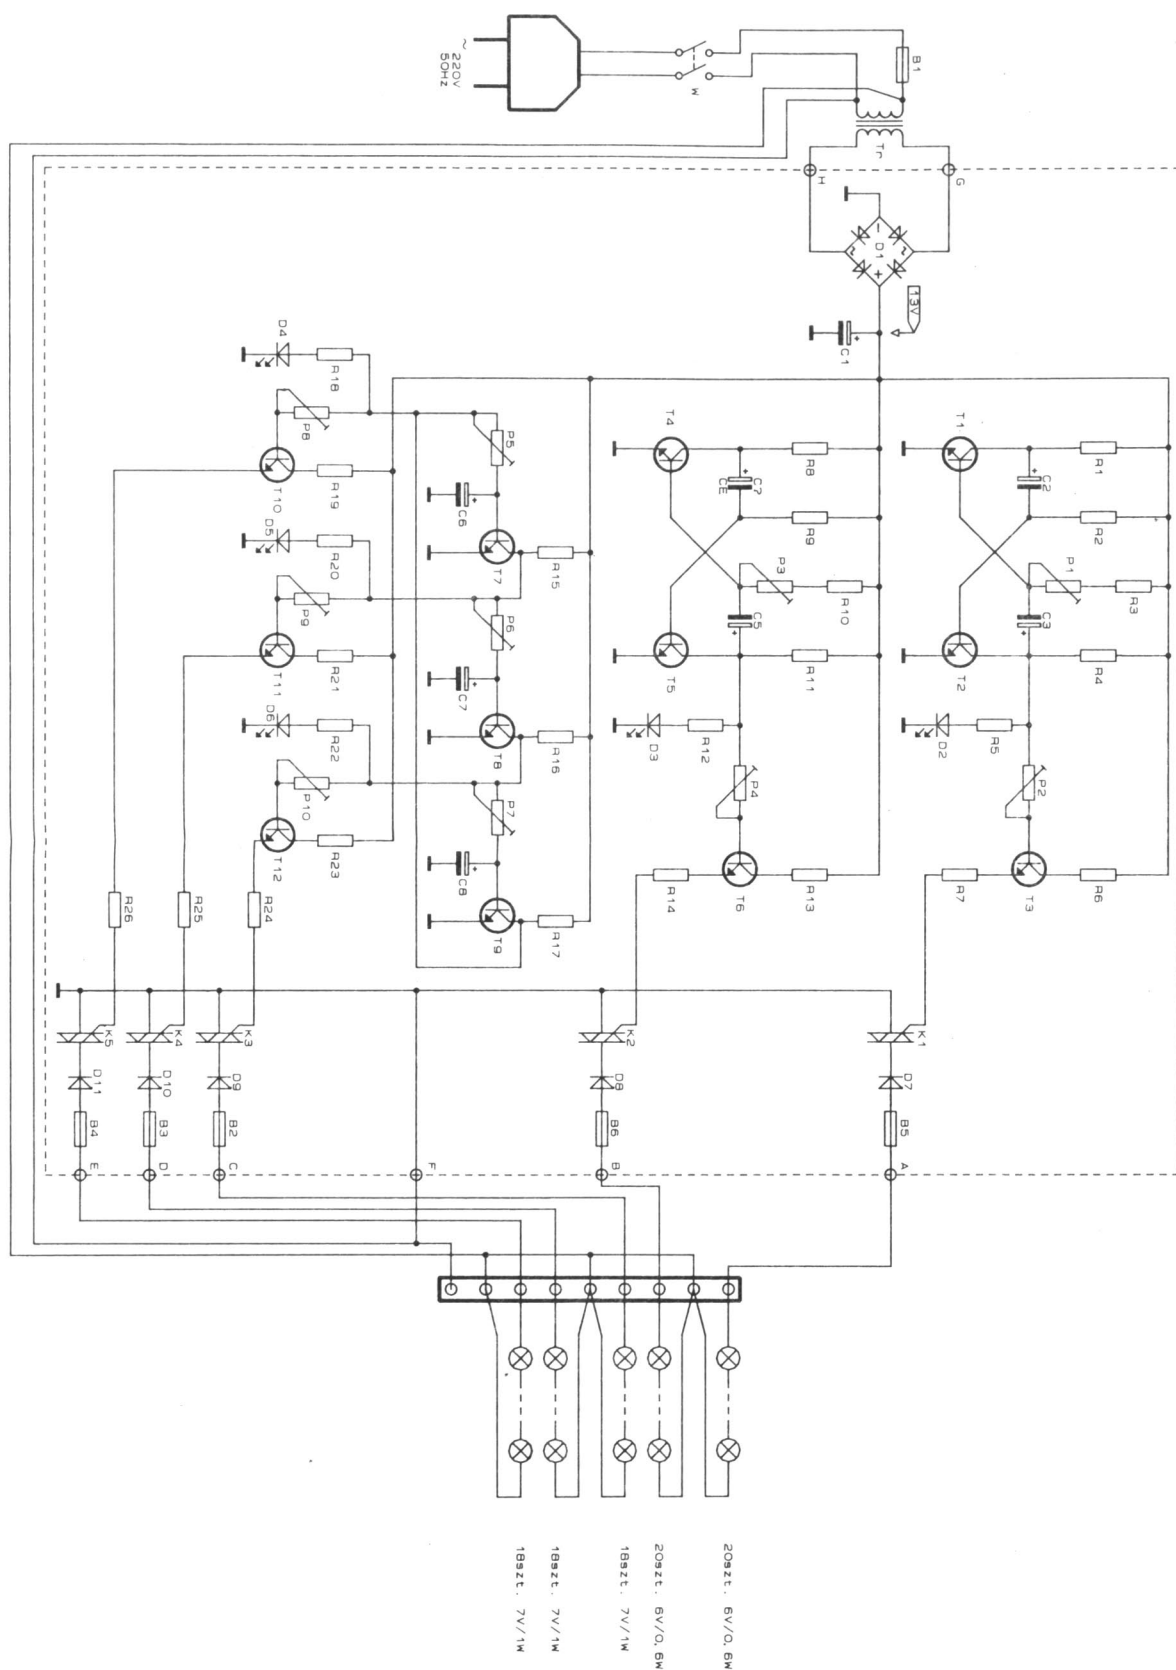 ~
220V
50Hz
W
B1
Tr
H
G
D1
~
~
-
+
13V
C1
+
T1
R1
C2
+
R2
P1
R3
C3
+
T2
R4
D2
R5
P2
T3
R6
R7
T4
R8
C?
CE
+
R9
P3
R10
C5
+
T5
R11
D3
R12
P4
T6
R13
R14
P5
C6
+
T7
R15
P6
C7
+
T8
R16
P7
C8
+
T9
R17
D4
R18
P8
T10
R19
D5
R20
P9
T11
R21
D6
R22
P10
T12
R23
R26
R25
R24
K5
K4
K3
K2
K1
D11
D10
D9
D8
D7
B4
B3
B2
B6
B5
E
D
C
F
B
A
20szt. 6V/0,6W
20szt. 6V/0,6W
18szt. 7V/1W
18szt. 7V/1W
18szt. 7V/1W